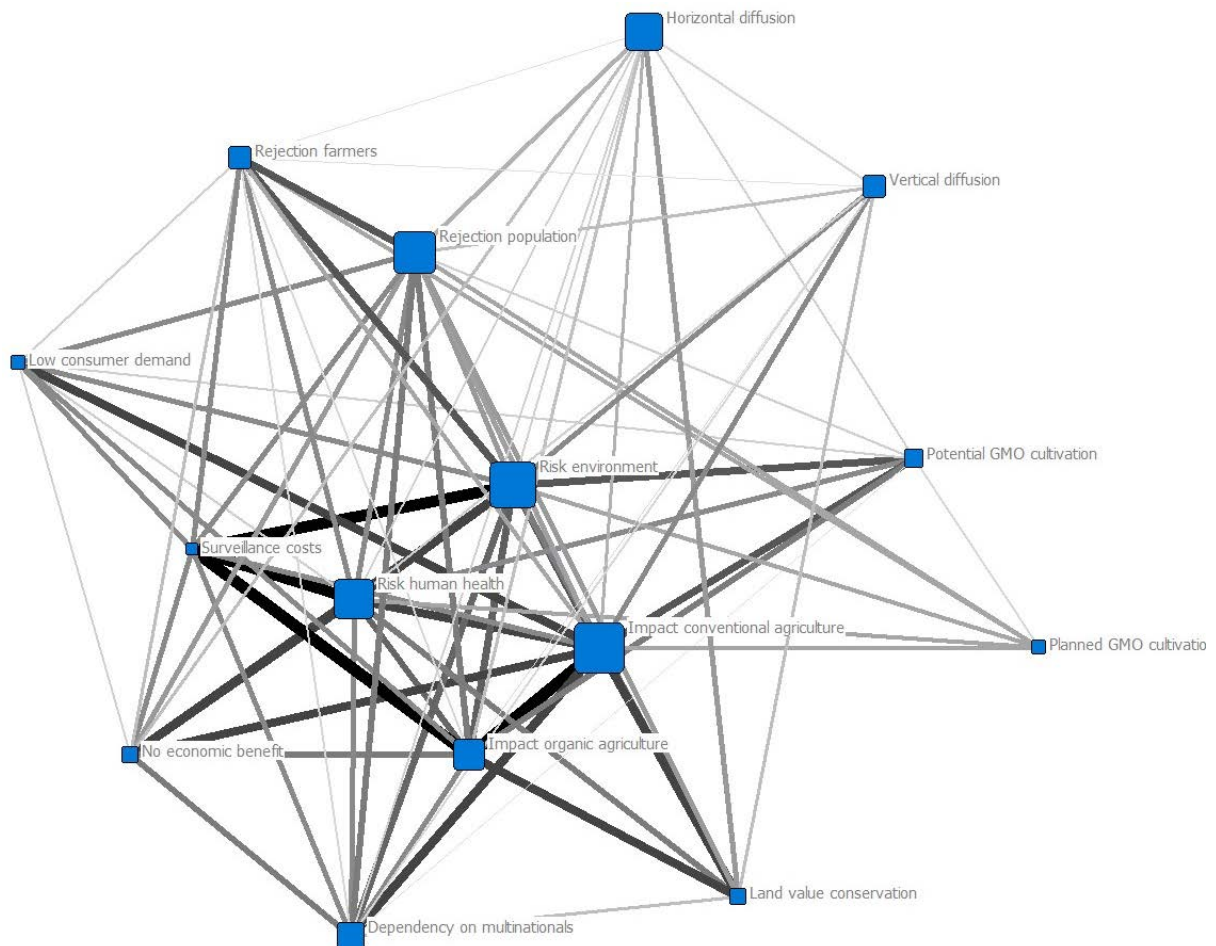 Horizontal diffusion
Rejection farmers
Vertical diffusion
Rejection population
Low consumer demand
Potential GMO cultivation
Risk environment
Surveillance costs
Risk human health
Impact conventional agriculture
Planned GMO cultivatio
No economic benefit
Impact organic agriculture
Land value conservation
Dependency on multinationals